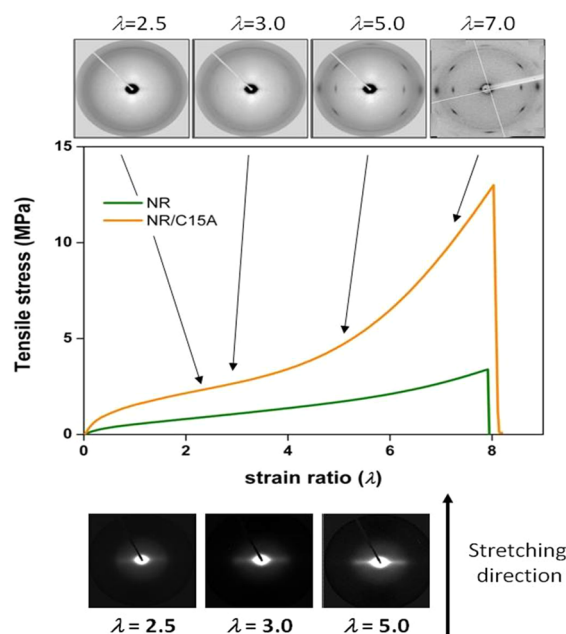 λ=2.5 λ=3.0 λ=5.0 λ=7.0
15
NR
NR/C15A
10
Tensile stress (MPa)
5
0
0 2 4 6 8
strain ratio (λ)
Stretching
direction
λ = 2.5 λ = 3.0 λ = 5.0